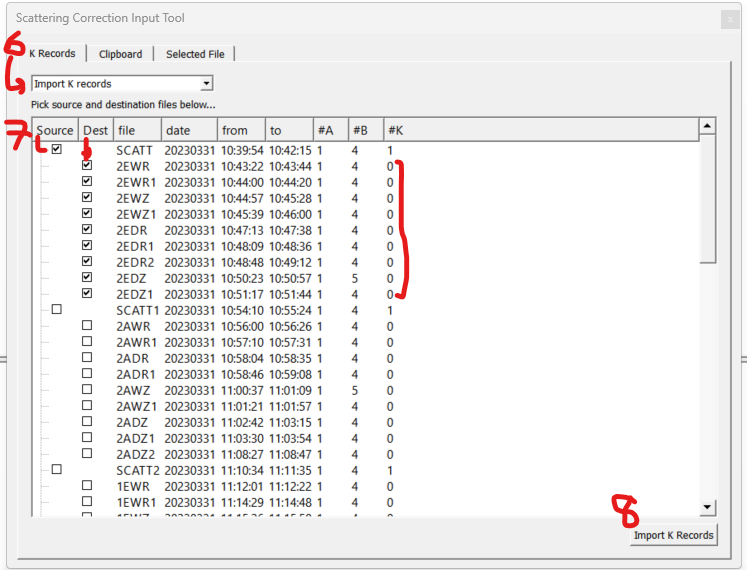 Scattering Correction Input Tool x
6
K Records Clipboard Selected File
Import K records
Pick source and destination files below...
7
Source Dest file date from to #A #B #K
SCATT 20230331 10:39:54 10:42:15 1 4 1
2EWR 20230331 10:43:22 10:43:44 1 4 0
2EWR1 20230331 10:44:00 10:44:20 1 4 0
2EWZ 20230331 10:44:57 10:45:28 1 4 0
2EWZ1 20230331 10:45:39 10:46:00 1 4 0
2EDR 20230331 10:47:13 10:47:38 1 4 0
2EDR1 20230331 10:48:09 10:48:36 1 4 0
2EDR2 20230331 10:48:48 10:49:12 1 4 0
2EDZ 20230331 10:50:23 10:50:57 1 5 0
2EDZ1 20230331 10:51:17 10:51:44 1 4 0
SCATT1 20230331 10:54:10 10:55:24 1 4 1
2AWR 20230331 10:56:00 10:56:26 1 4 0
2AWR1 20230331 10:57:10 10:57:31 1 4 0
2ADR 20230331 10:58:04 10:58:35 1 4 0
2ADR1 20230331 10:58:46 10:59:08 1 4 0
2AWZ 20230331 11:00:37 11:01:09 1 5 0
2AWZ1 20230331 11:01:21 11:01:57 1 4 0
2ADZ 20230331 11:02:42 11:03:15 1 4 0
2ADZ1 20230331 11:03:30 11:03:54 1 4 0
2ADZ2 20230331 11:08:27 11:08:47 1 4 0
SCATT2 20230331 11:10:34 11:11:35 1 4 1
1EWR 20230331 11:12:01 11:12:22 1 4 0
1EWR1 20230331 11:14:29 11:14:48 1 4 0
8
Import K Records